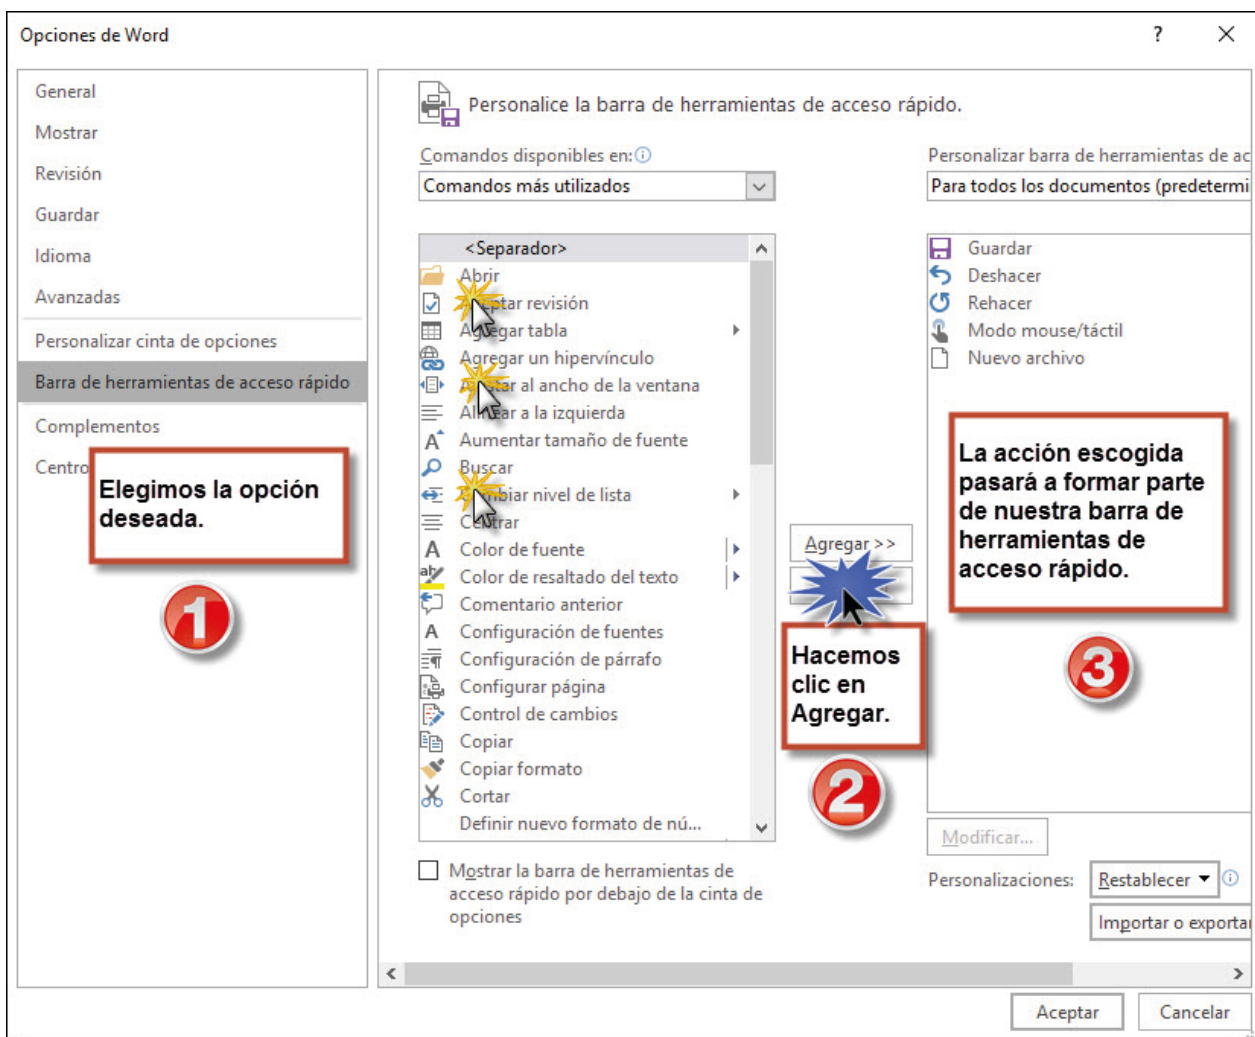 Opciones de Word
?
General
Mostrar
Revisión
Guardar
Idioma
Avanzadas
Personalizar cinta de opciones
Barra de herramientas de acceso rápido
Complementos
Centro
Elegimos la opción
deseada.
1
Personalice la barra de herramientas de acceso rápido.
Comandos disponibles en:
Comandos más utilizados
<Separador>
Abrir
ptar revisión
Agregar tabla
Agregar un hipervínculo
ar al ancho de la ventana
Alinear a la izquierda
Aumentar tamaño de fuente
Buscar
biar nivel de lista
Centrar
Color de fuente
Color de resaltado del texto
Comentario anterior
Configuración de fuentes
Configuración de párrafo
Configurar página
Control de cambios
Copiar
Copiar formato
Cortar
Definir nuevo formato de nú...
Mostrar la barra de herramientas de
acceso rápido por debajo de la cinta de
opciones
Agregar >>
Hacemos
clic en
Agregar.
2
Personalizar barra de herramientas de ac
Para todos los documentos (predetermi
Guardar
Deshacer
Rehacer
Modo mouse/táctil
Nuevo archivo
La acción escogida
pasará a formar parte
de nuestra barra de
herramientas de
acceso rápido.
3
Modificar...
Personalizaciones:
Restablecer
Importar o exporta
Aceptar
Cancelar